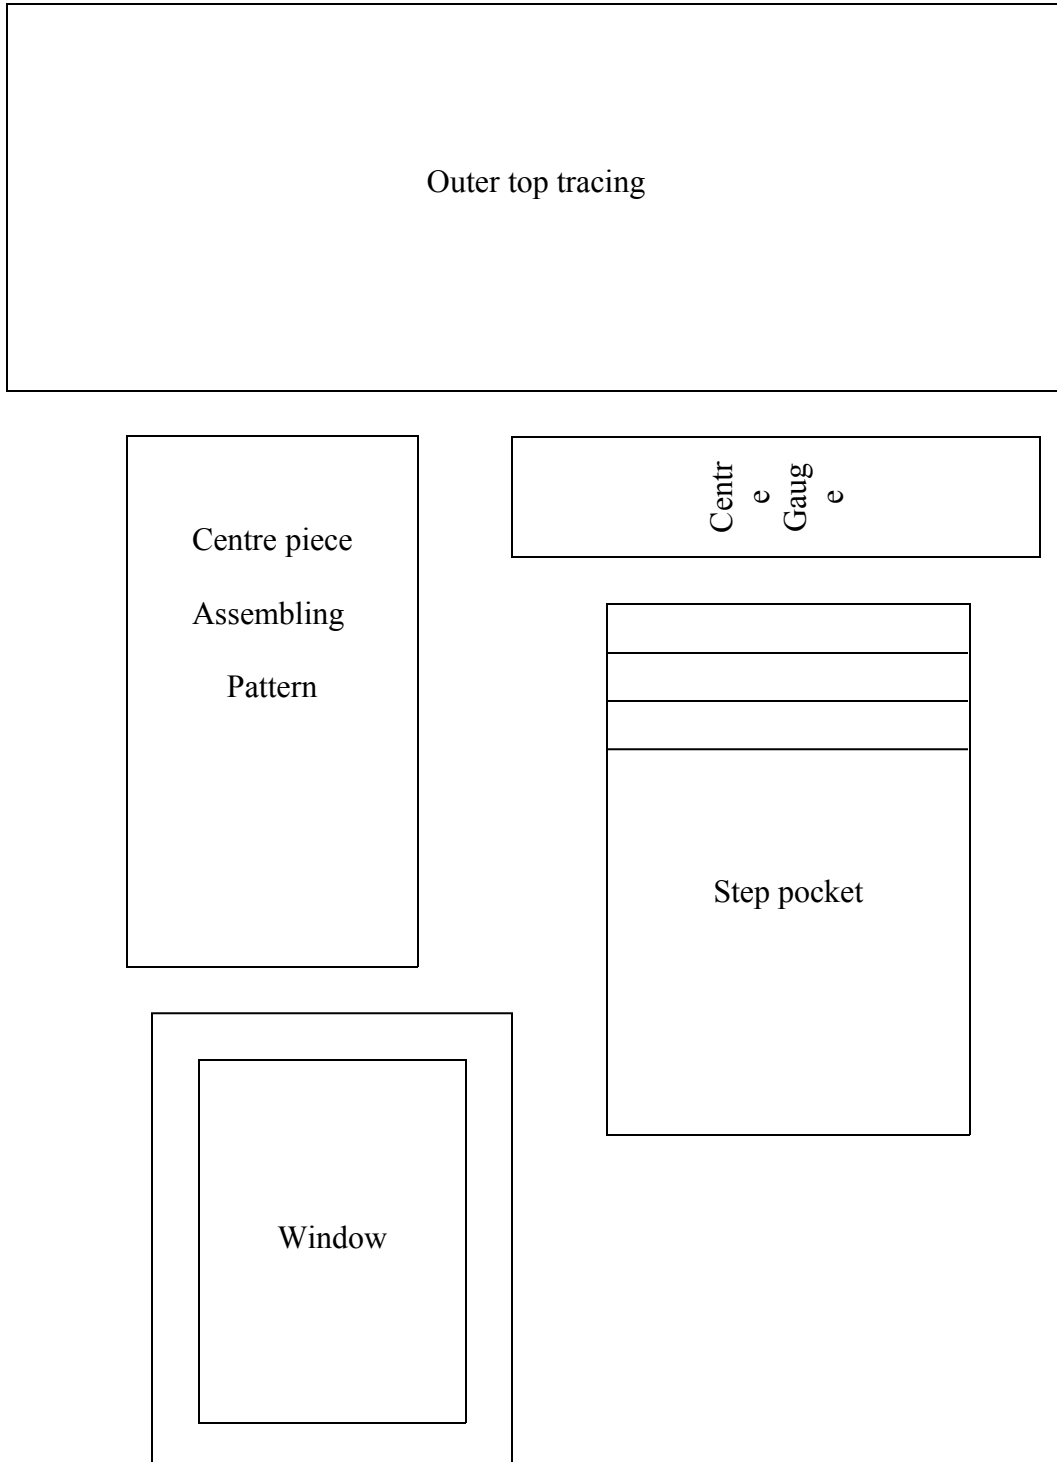 Outer top tracing
Centr
e
Gaug
e
Centre piece
Assembling
Pattern
Step pocket
Window